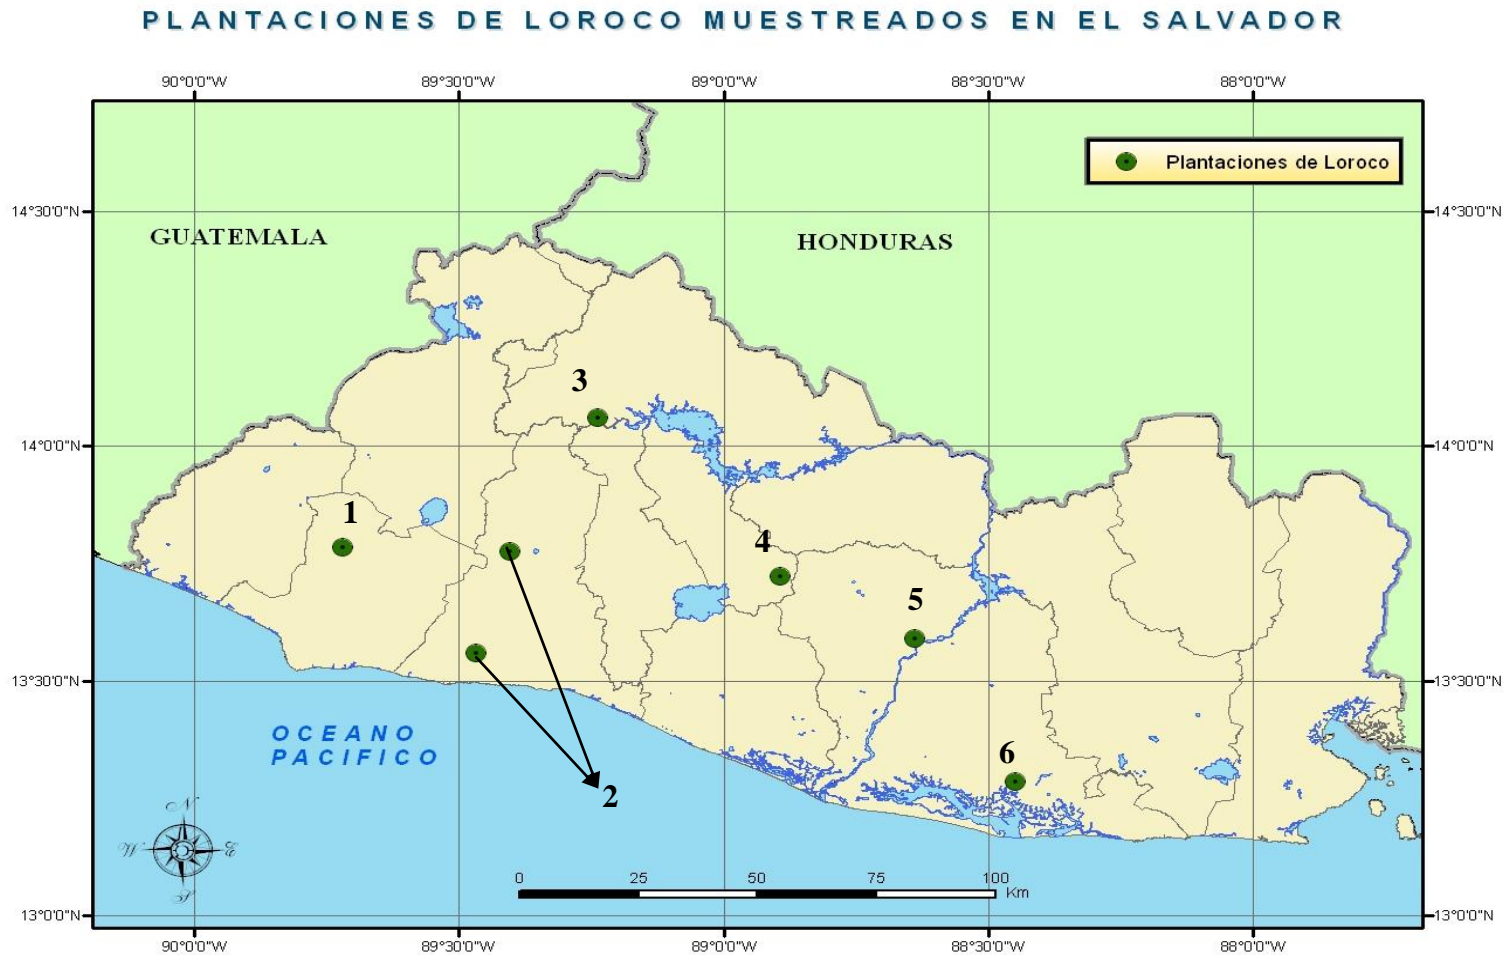 PLANTACIONES DE LOROCO MUESTREADOS EN EL SALVADOR
90°0'0"W 89°30'0"W 89°0'0"W 88°30'0"W 88°0'0"W
Plantaciones de Loroco
14°30'0"N 14°30'0"N
GUATEMALA
HONDURAS
3
14°0'0"N 14°0'0"N
1
4
5
13°30'0"N 13°30'0"N
OCEANO
PACIFICO
6
2
N
W E
S
0 25 50 75 100
Km
13°0'0"N 13°0'0"N
90°0'0"W 89°30'0"W 89°0'0"W 88°30'0"W 88°0'0"W